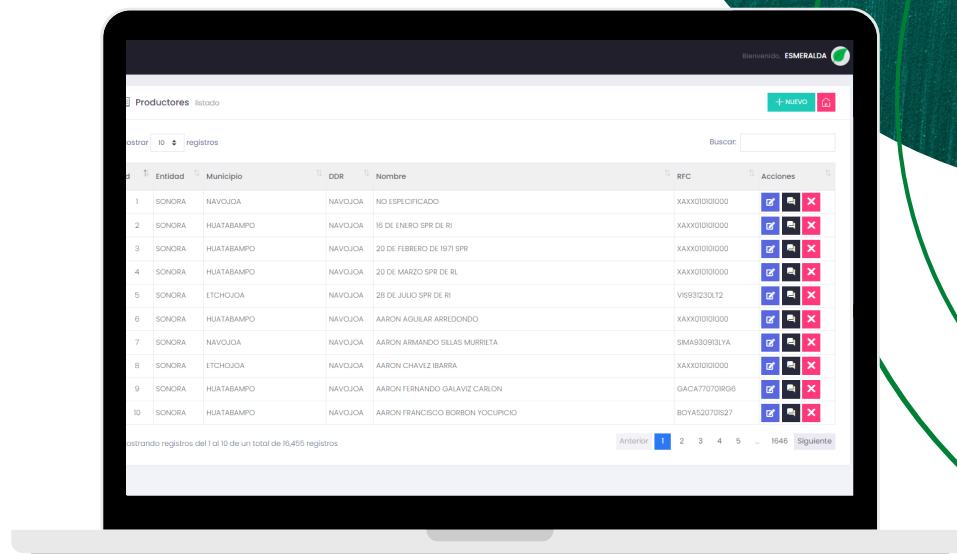 Bienvenido, ESMERALDA
Productores listado
+ NUEVO
ostrar 10 registros
Buscar:
d Entidad Municipio DDR Nombre RFC Acciones
1 SONORA NAVOJOA NAVOJOA NO ESPECIFICADO XAXX010101000
2 SONORA HUATABAMPO NAVOJOA 16 DE ENERO SPR DE RI XAXX010101000
3 SONORA HUATABAMPO NAVOJOA 20 DE FEBRERO DE 1971 SPR XAXX010101000
4 SONORA HUATABAMPO NAVOJOA 20 DE MARZO SPR DE RL XAXX010101000
5 SONORA ETCHOJOA NAVOJOA 28 DE JULIO SPR DE RI VIS931230LT2
6 SONORA HUATABAMPO NAVOJOA AARON AGUILAR ARREDONDO XAXX010101000
7 SONORA NAVOJOA NAVOJOA AARON ARMANDO SILLAS MURRIETA SIMA930913LYA
8 SONORA ETCHOJOA NAVOJOA AARON CHAVEZ IBARRA XAXX010101000
9 SONORA HUATABAMPO NAVOJOA AARON FERNANDO GALAVIZ CARLON GACA770701RG6
10 SONORA HUATABAMPO NAVOJOA AARON FRANCISCO BORBON YOCUPICIO BOYA520701S27
ostrando registros del 1 al 10 de un total de 16,455 registros
Anterior 1 2 3 4 5 ... 1646 Siguiente